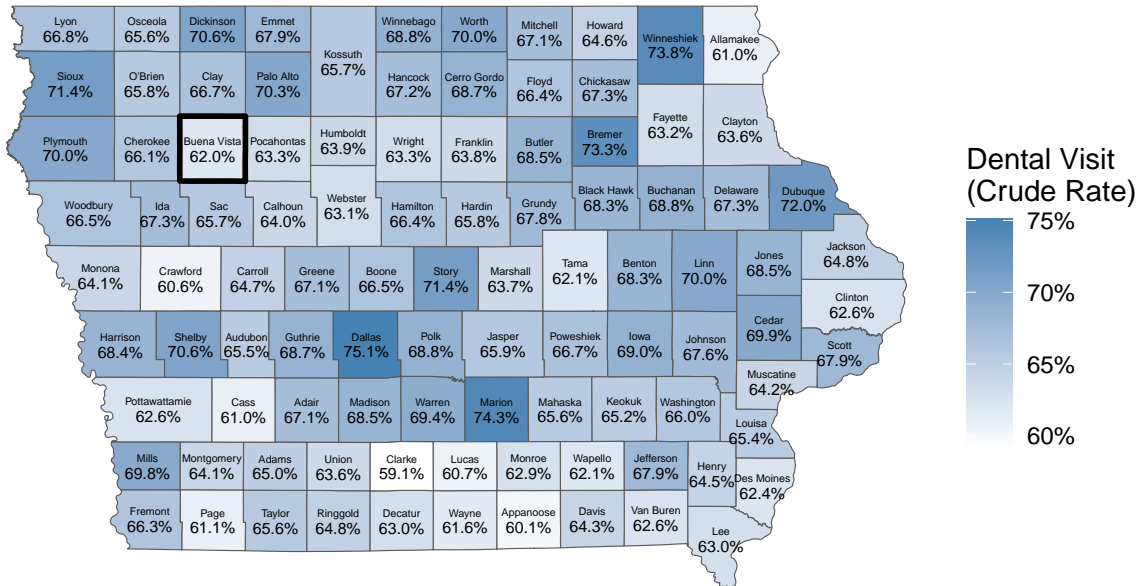 Lyon
66.8%
Osceola
65.6%
Dickinson
70.6%
Emmet
67.9%
Winnebago
68.8%
Worth
70.0%
Mitchell
67.1%
Howard
64.6%
Winneshiek
73.8%
Allamakee
61.0%
Kossuth
65.7%
Sioux
71.4%
O'Brien
65.8%
Clay
66.7%
Palo Alto
70.3%
Hancock
67.2%
Cerro Gordo
68.7%
Floyd
66.4%
Chickasaw
67.3%
Fayette
63.2%
Clayton
63.6%
Plymouth
70.0%
Cherokee
66.1%
Buena Vista
62.0%
Pocahontas
63.3%
Humboldt
63.9%
Wright
63.3%
Franklin
63.8%
Butler
68.5%
Bremer
73.3%
Woodbury
66.5%
Ida
67.3%
Sac
65.7%
Calhoun
64.0%
Webster
63.1%
Hamilton
66.4%
Hardin
65.8%
Grundy
67.8%
Black Hawk
68.3%
Buchanan
68.8%
Delaware
67.3%
Dubuque
72.0%
Monona
64.1%
Crawford
60.6%
Carroll
64.7%
Greene
67.1%
Boone
66.5%
Story
71.4%
Marshall
63.7%
Tama
62.1%
Benton
68.3%
Linn
70.0%
Jones
68.5%
Jackson
64.8%
Clinton
62.6%
Harrison
68.4%
Shelby
70.6%
Audubon
65.5%
Guthrie
68.7%
Dallas
75.1%
Polk
68.8%
Jasper
65.9%
Poweshiek
66.7%
Iowa
69.0%
Johnson
67.6%
Cedar
69.9%
Scott
67.9%
Muscatine
64.2%
Pottawattamie
62.6%
Cass
61.0%
Adair
67.1%
Madison
68.5%
Warren
69.4%
Marion
74.3%
Mahaska
65.6%
Keokuk
65.2%
Washington
66.0%
Louisa
65.4%
Mills
69.8%
Montgomery
64.1%
Adams
65.0%
Union
63.6%
Clarke
59.1%
Lucas
60.7%
Monroe
62.9%
Wapello
62.1%
Jefferson
67.9%
Henry
64.5%
Des Moines
62.4%
Fremont
66.3%
Page
61.1%
Taylor
65.6%
Ringgold
64.8%
Decatur
63.0%
Wayne
61.6%
Appanoose
60.1%
Davis
64.3%
Van Buren
62.6%
Lee
63.0%
Dental Visit
(Crude Rate)
75%
70%
65%
60%